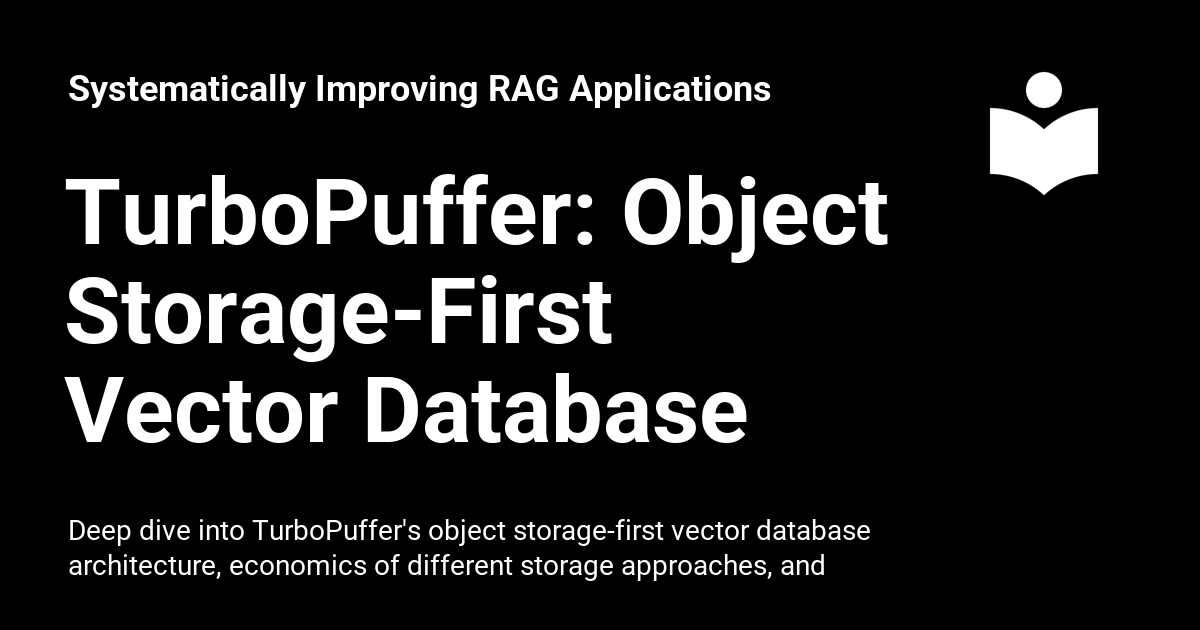 Systematically Improving RAG Applications
TurboPuffer: Object
Storage-First
Vector Database
Deep dive into TurboPuffer's object storage-first vector database
architecture, economics of different storage approaches, and